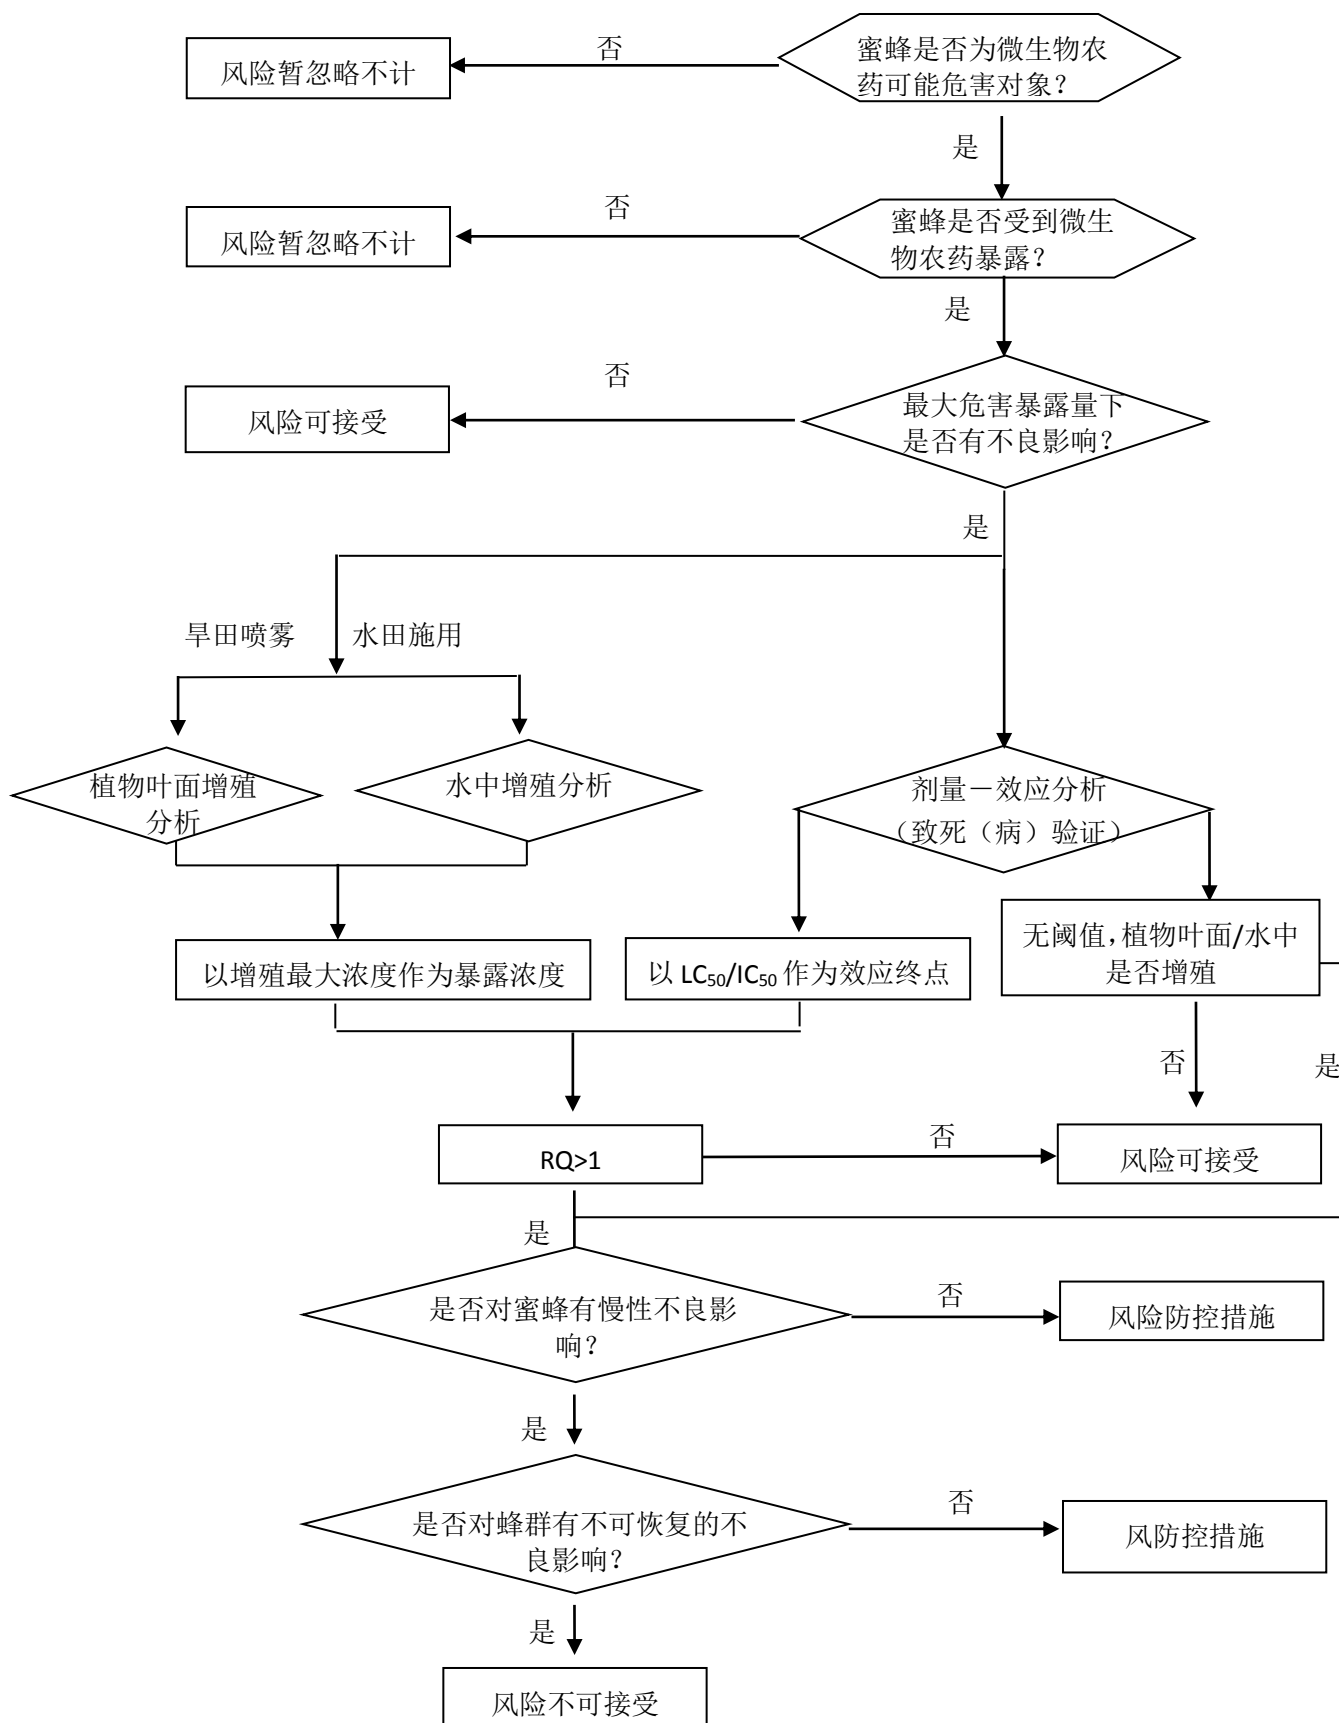 蜜蜂是否为微生物农
药可能危害对象？
否
风险暂忽略不计
是
蜜蜂是否受到微生
物农药暴露？
否
风险暂忽略不计
是
最大危害暴露量下
是否有不良影响？
否
风险可接受
是
旱田喷雾
水田施用
植物叶面增殖
分析
水中增殖分析
剂量－效应分析
（致死（病）验证）
以增殖最大浓度作为暴露浓度
以 LC₅₀/IC₅₀ 作为效应终点
无阈值，植物叶面/水中
是否增殖
否
是
RQ>1
否
风险可接受
是
是否对蜜蜂有慢性不良影
响？
否
风险防控措施
是
是否对蜂群有不可恢复的不
良影响？
否
风防控措施
是
风险不可接受